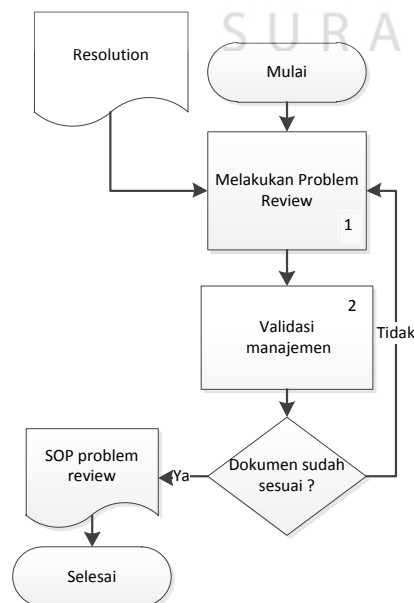 SURA
Resolution
Mulai
Melakukan Problem
Review
1
2
Validasi
manajemen
Tidak
Dokumen sudah
sesuai ?
Ya
SOP problem
review
Selesai